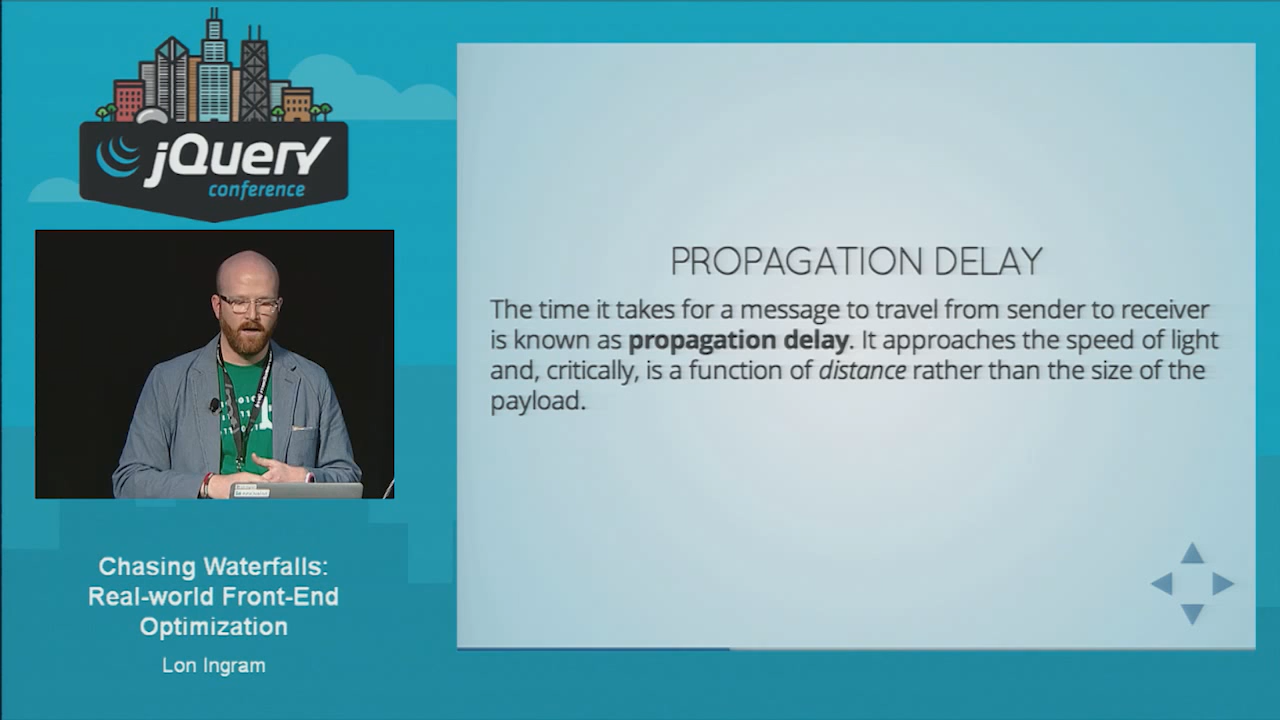 jQuery
conference
Chasing Waterfalls:
Real-world Front-End
Optimization
Lon Ingram
PROPAGATION DELAY
The time it takes for a message to travel from sender to receiver
is known as propagation delay. It approaches the speed of light
and, critically, is a function of distance rather than the size of the
payload.